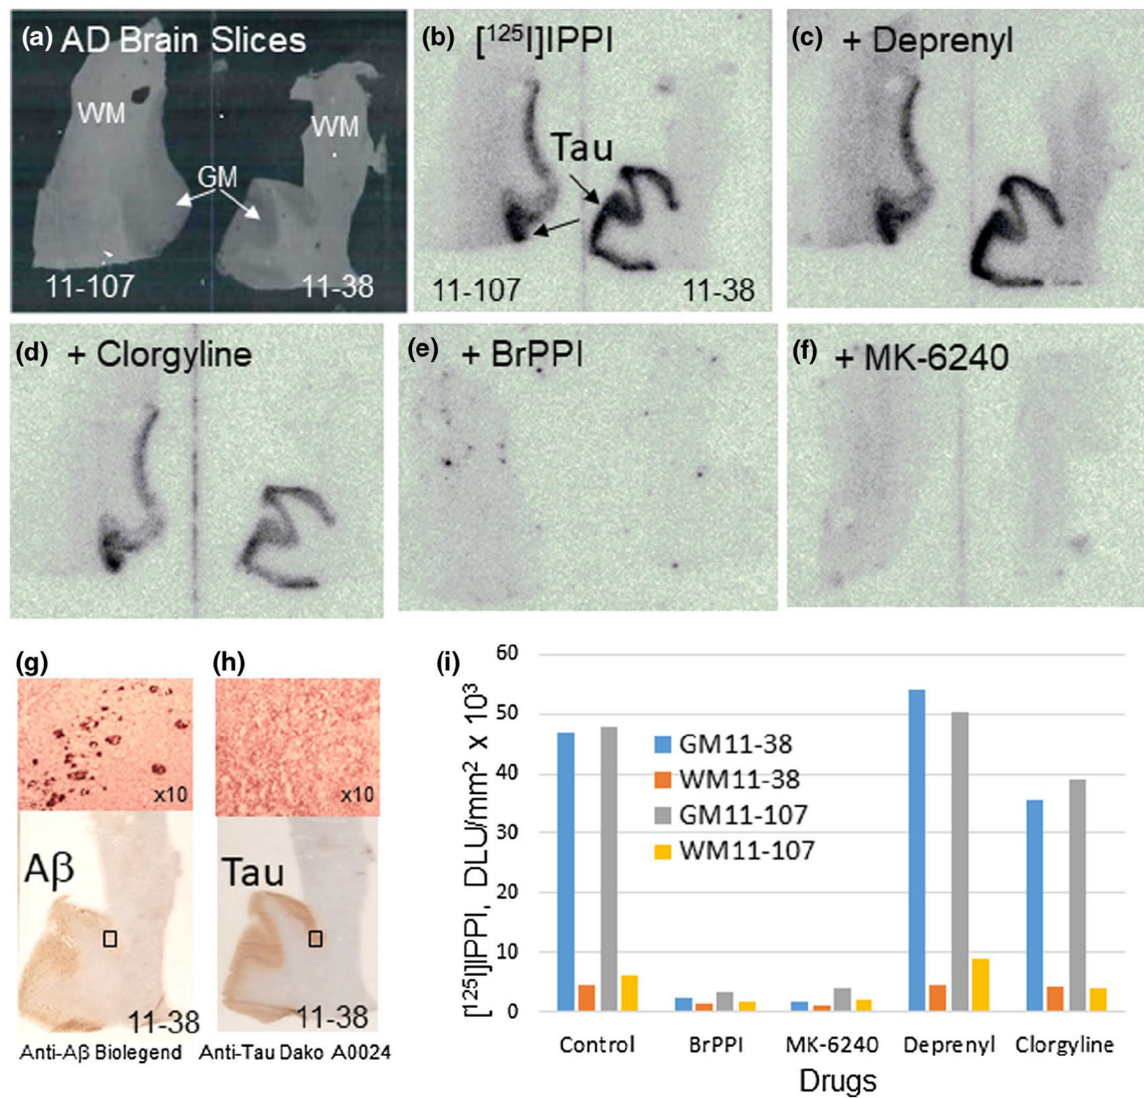 (a) AD Brain Slices
WM
WM
GM
11-107
11-38
(b) [¹²⁵I]IPPI
Tau
11-107
11-38
(c) + Deprenyl
(d) + Clorgyline
(e) + BrPPI
(f) + MK-6240
(g)
x10
Aβ
11-38
Anti-Aβ Biolegend
(h)
x10
Tau
11-38
Anti-Tau Dako A0024
(i)
[¹²⁵I]IPPI, DLU/mm² x 10³
60
50
40
30
20
10
0
GM11-38
WM11-38
GM11-107
WM11-107
Control
BrPPI
MK-6240
Deprenyl
Clorgyline
Drugs